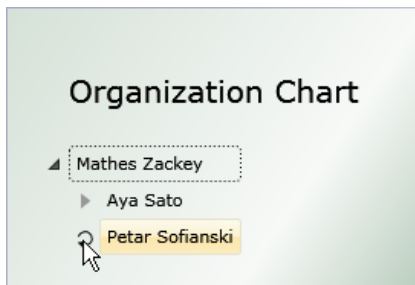 Organization Chart
Mathes Zackey
Aya Sato
Petar Sofianski